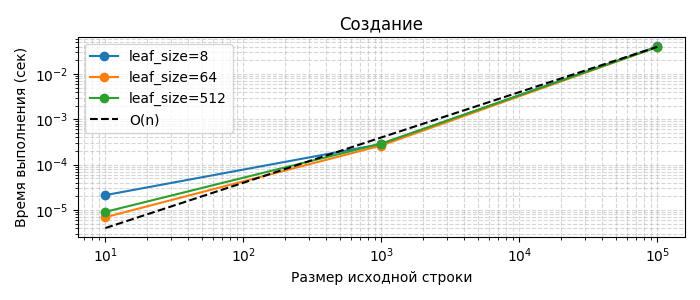 Создание
Время выполнения (сек)
leaf_size=8
leaf_size=64
leaf_size=512
O(n)
10⁻²
10⁻³
10⁻⁴
10⁻⁵
10¹ 10² 10³ 10⁴ 10⁵
Размер исходной строки